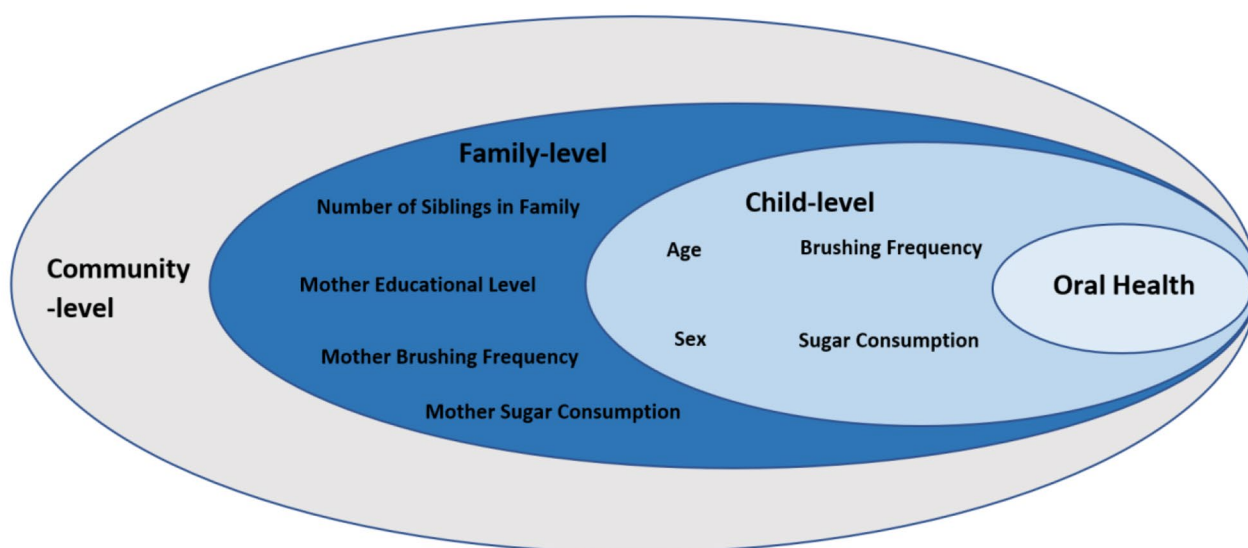 Family-level
Number of Siblings in Family
Mother Educational Level
Mother Brushing Frequency
Mother Sugar Consumption
Community
-level
Child-level
Age
Brushing Frequency
Sex
Sugar Consumption
Oral Health